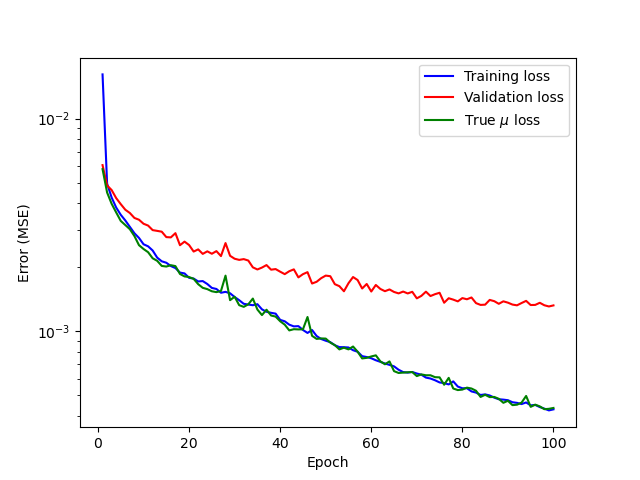 Training loss
Validation loss
True μ loss
Error (MSE)
10⁻²
10⁻³
0 20 40 60 80 100
Epoch